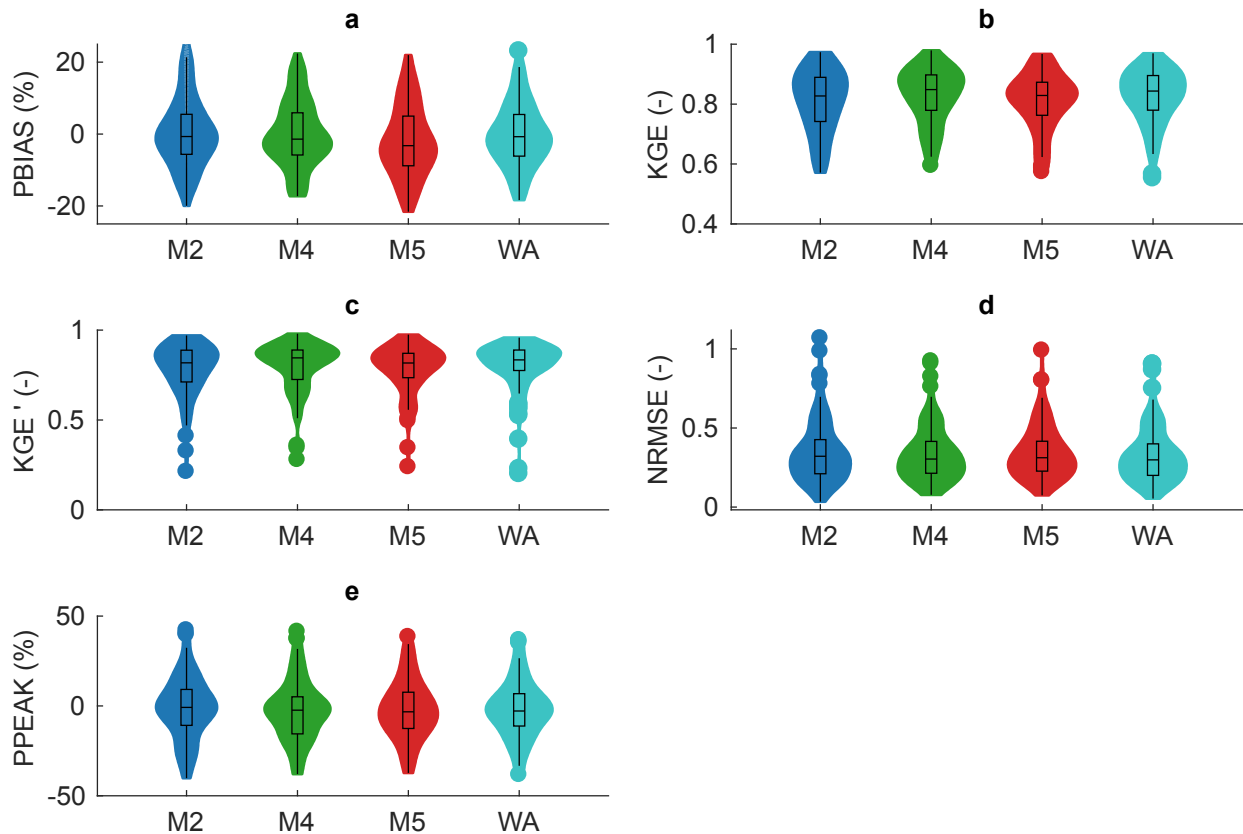 a
PBIAS (%)
20
0
-20
M2 M4 M5 WA
b
KGE (-)
1
0.8
0.6
0.4
M2 M4 M5 WA
c
KGE ' (-)
1
0.5
0
M2 M4 M5 WA
d
NRMSE (-)
1
0.5
0
M2 M4 M5 WA
e
PPEAK (%)
50
0
-50
M2 M4 M5 WA